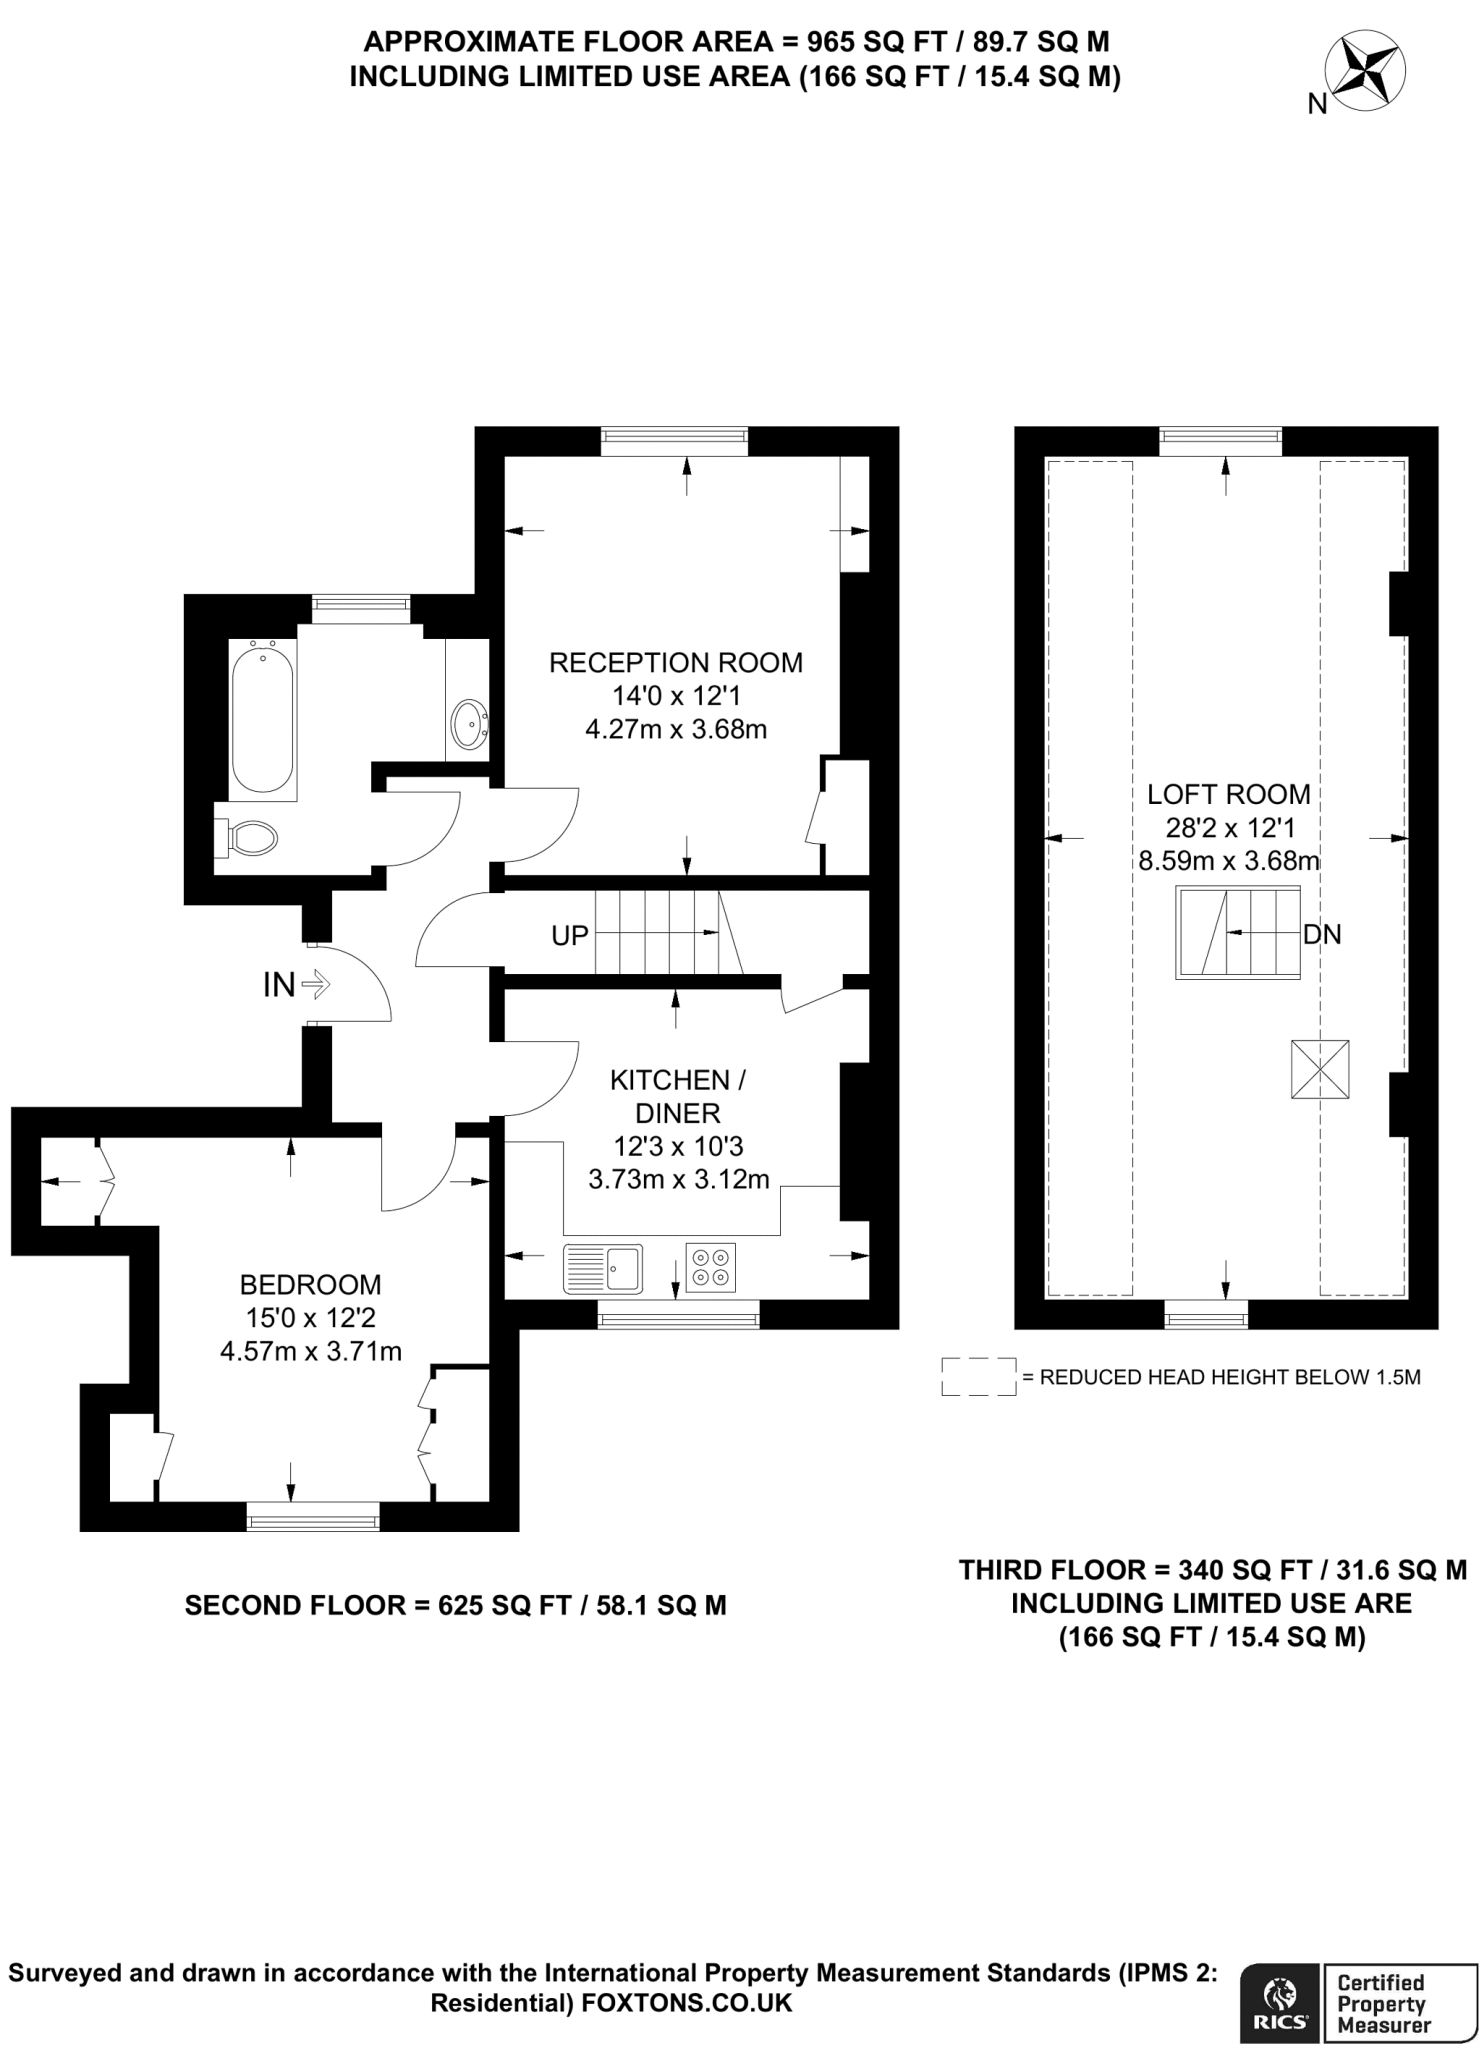 APPROXIMATE FLOOR AREA = 965 SQ FT / 89.7 SQ M
INCLUDING LIMITED USE AREA (166 SQ FT / 15.4 SQ M)
N
RECEPTION ROOM
14'0 x 12'1
4.27m x 3.68m
LOFT ROOM
28'2 x 12'1
8.59m x 3.68m
UP
DN
IN
KITCHEN /
DINER
12'3 x 10'3
3.73m x 3.12m
BEDROOM
15'0 x 12'2
4.57m x 3.71m
= REDUCED HEAD HEIGHT BELOW 1.5M
SECOND FLOOR = 625 SQ FT / 58.1 SQ M
THIRD FLOOR = 340 SQ FT / 31.6 SQ M
INCLUDING LIMITED USE ARE
(166 SQ FT / 15.4 SQ M)
Surveyed and drawn in accordance with the International Property Measurement Standards (IPMS 2:
Residential) FOXTONS.CO.UK
RICS
Certified
Property
Measurer